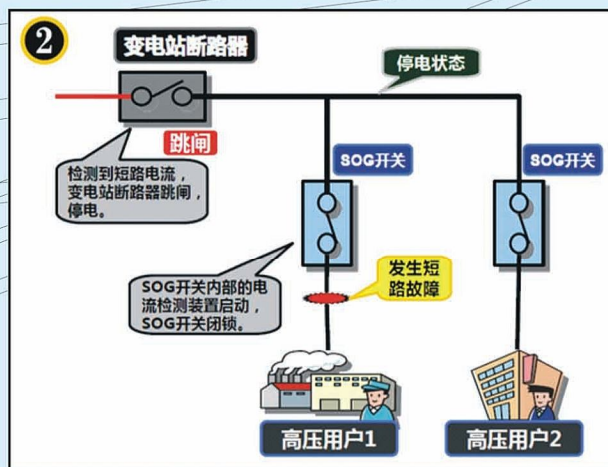 2
变电站断路器
停电状态
跳闸
SOG开关
SOG开关
检测到短路电流，
变电站断路器跳闸，
停电。
SOG开关内部的电
流检测装置启动，
SOG开关闭锁。
发生短
路故障
高压用户1
高压用户2